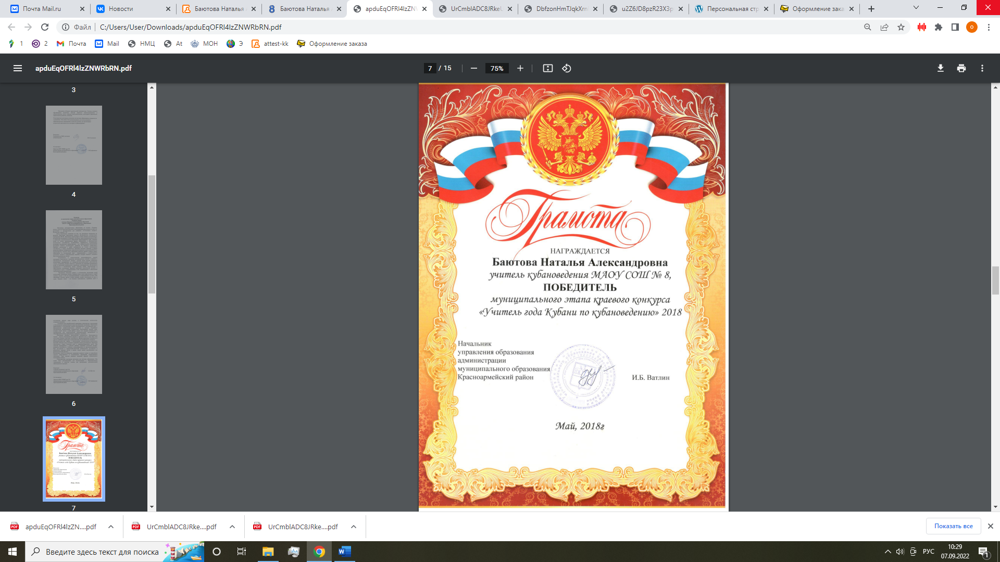 Почта Mail.ru
Новости
Баютова Наталья
Баютова Наталья
apduEqOFRl4lzZNW
UrCmblADC8JRkeU
DbfzonHmTJqkXrn
u2Z6JD8pzR23X3p
Персональная стр
Оформление зака
Файл
C:/Users/User/Downloads/apduEqOFRl4lzZNWRbRN.pdf
1
2
Почта
Mail
НМЦ
At
МОН
Э
attest-kk
Оформление заказа
apduEqOFRl4lzZNWRbRN.pdf
7 / 15
75%
3
4
5
6
7
Грамота
НАГРАЖДАЕТСЯ
Баютова Наталья Александровна
учитель кубановедения МАОУ СОШ № 8,
ПОБЕДИТЕЛЬ
муниципального этапа краевого конкурса
«Учитель года Кубани по кубановедению» 2018
Начальник
управления образования
администрации
муниципального образования
Красноармейский район
И.Б. Ватлин
Май, 2018г
apduEqOFRl4lzZN....pdf
UrCmblADC8JRke....pdf
UrCmblADC8JRke....pdf
Показать все
Введите здесь текст для поиска
РУС
10:29
07.09.2022
1